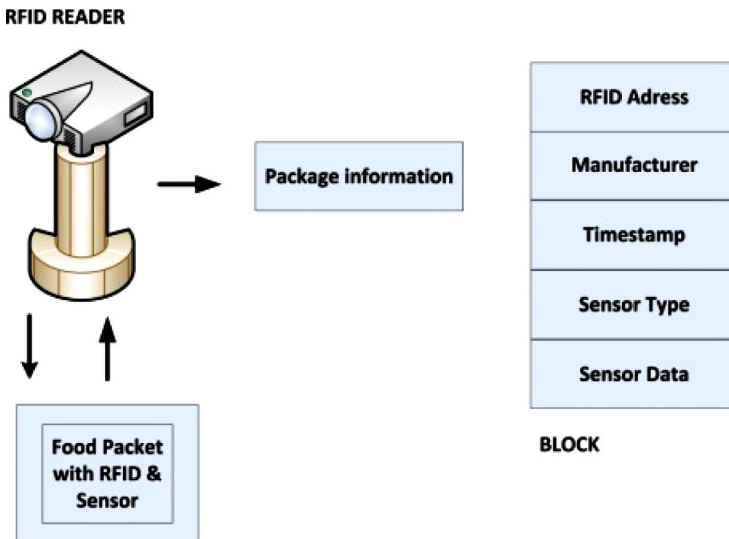 RFID READER
Package information
Food Packet
with RFID &
Sensor
RFID Adress
Manufacturer
Timestamp
Sensor Type
Sensor Data
BLOCK